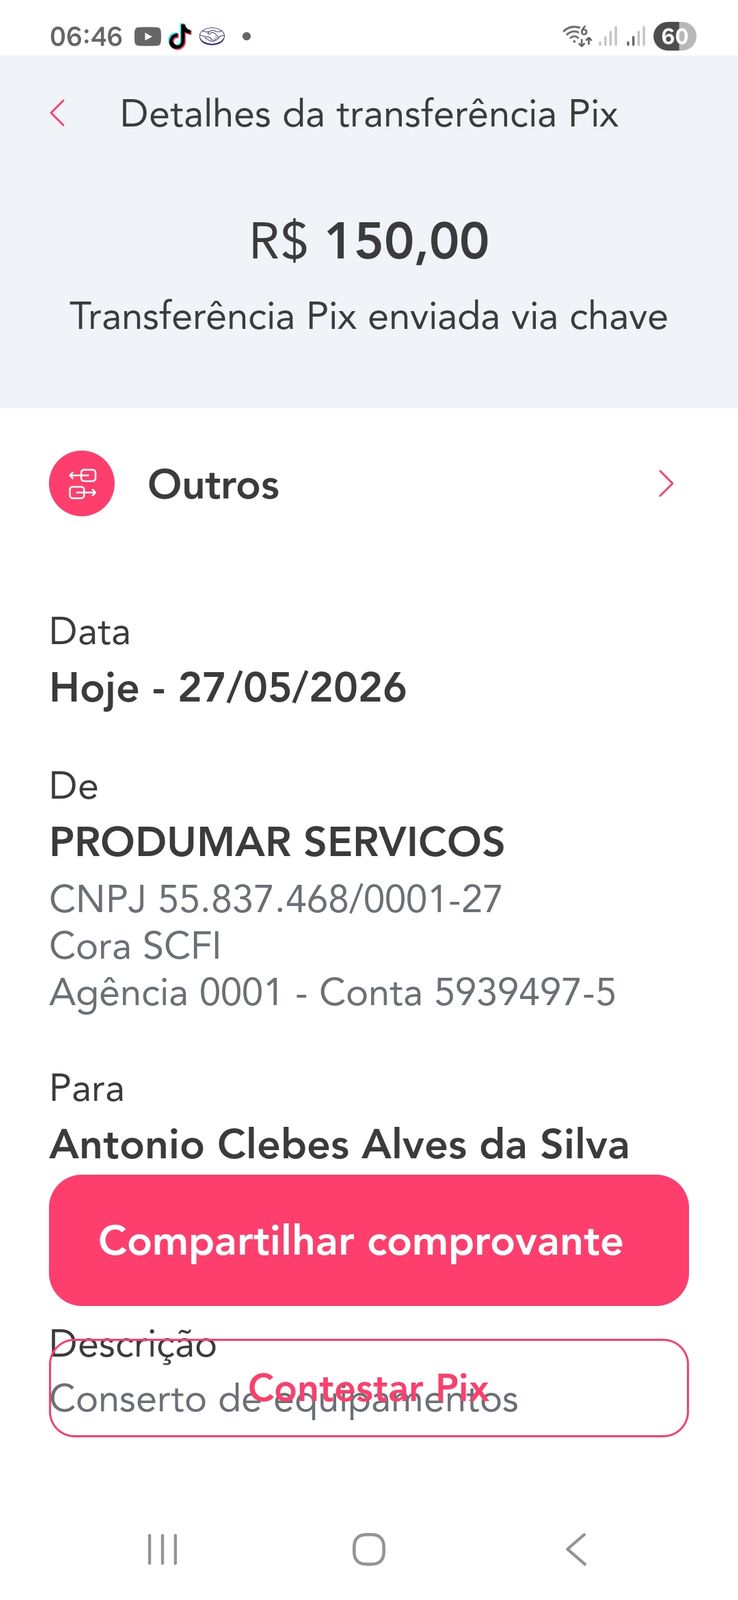 06:46
60
Detalhes da transferência Pix
R$ 150,00
Transferência Pix enviada via chave
Outros
Data
Hoje - 27/05/2026
De
PRODUMAR SERVICOS
CNPJ 55.837.468/0001-27
Cora SCFI
Agência 0001 - Conta 5939497-5
Para
Antonio Clebes Alves da Silva
Compartilhar comprovante
Descrição
Contestar Pix
Conserto de equipamentos